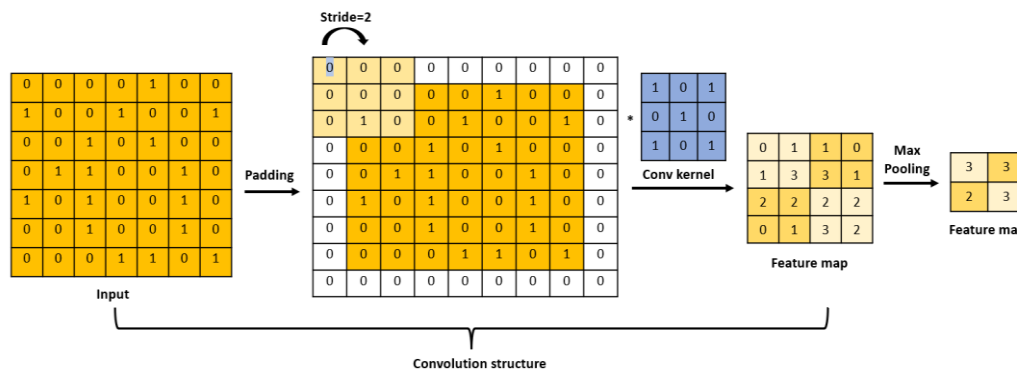 Stride=2
0 0 0 0 1 0 0
1 0 0 1 0 0 1
0 0 1 0 1 0 0
0 1 1 0 0 1 0
1 0 1 0 0 1 0
0 0 1 0 0 1 0
0 0 0 1 1 0 1
Input
Padding
0 0 0 0 0 0 0 0 0
0 0 0 0 0 1 0 0 0
0 1 0 0 1 0 0 1 0
0 0 0 1 0 1 0 0 0
0 0 1 1 0 0 1 0 0
0 1 0 1 0 0 1 0 0
0 0 0 1 0 0 1 0 0
0 0 0 0 1 1 0 1 0
0 0 0 0 0 0 0 0 0
*
1 0 1
0 1 0
1 0 1
Conv kernel
0 1 1 0
1 3 3 1
2 2 2 2
0 1 3 2
Feature map
Max
Pooling
3 3
2 3
Feature ma
Convolution structure